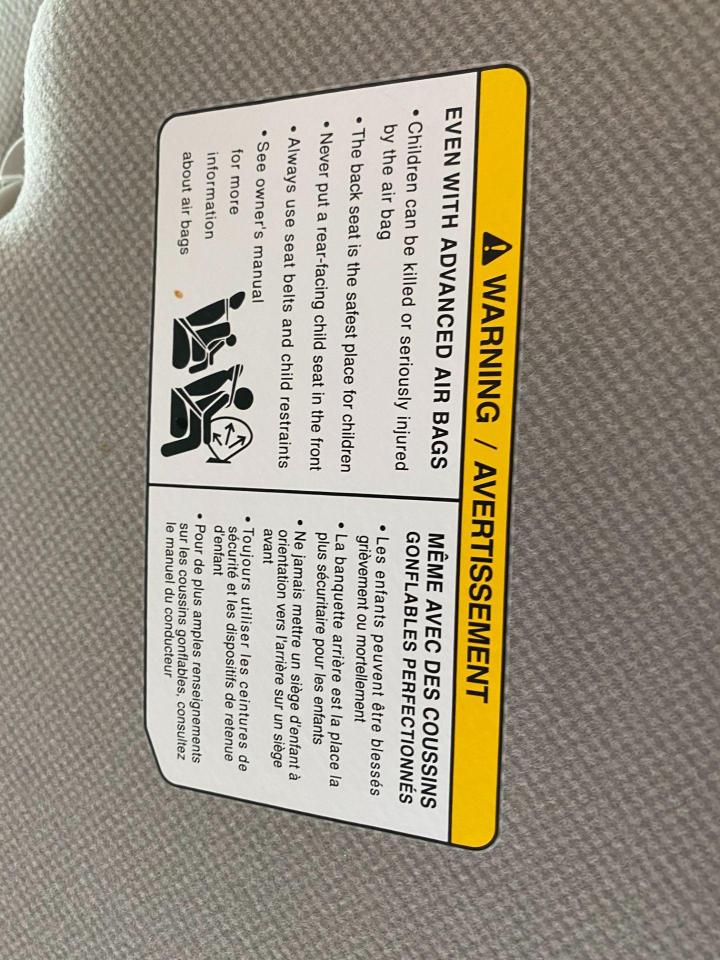 WARNING / AVERTISSEMENT
EVEN WITH ADVANCED AIR BAGS
• Children can be killed or seriously injured
by the air bag
• The back seat is the safest place for children
• Never put a rear-facing child seat in the front
• Always use seat belts and child restraints
• See owner's manual
for more
information
about air bags
MÊME AVEC DES COUSSINS
GONFLABLES PERFECTIONNÉS
• Les enfants peuvent être blessés
grièvement ou mortellement
• La banquette arrière est la place la
plus sécuritaire pour les enfants
• Ne jamais mettre un siège d'enfant à
orientation vers l'arrière sur un siège
avant
• Toujours utiliser les ceintures de
sécurité et les dispositifs de retenue
d'enfant
• Pour de plus amples renseignements
sur les coussins gonflables, consultez
le manuel du conducteur